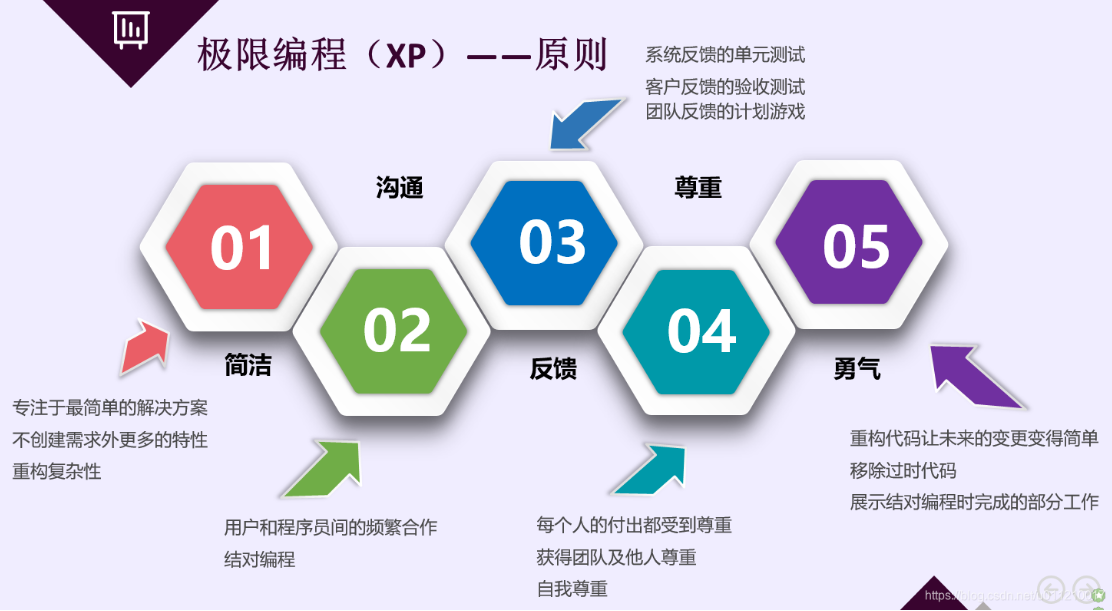 极限编程（XP）——原则
系统反馈的单元测试
客户反馈的验收测试
团队反馈的计划游戏
沟通
尊重
01
02
03
04
05
简洁
反馈
勇气
专注于最简单的解决方案
不创建需求外更多的特性
重构复杂性
用户和程序员间的频繁合作
结对编程
每个人的付出都受到尊重
获得团队及他人尊重
自我尊重
重构代码让未来的变更变得简单
移除过时代码
展示结对编程时完成的部分工作